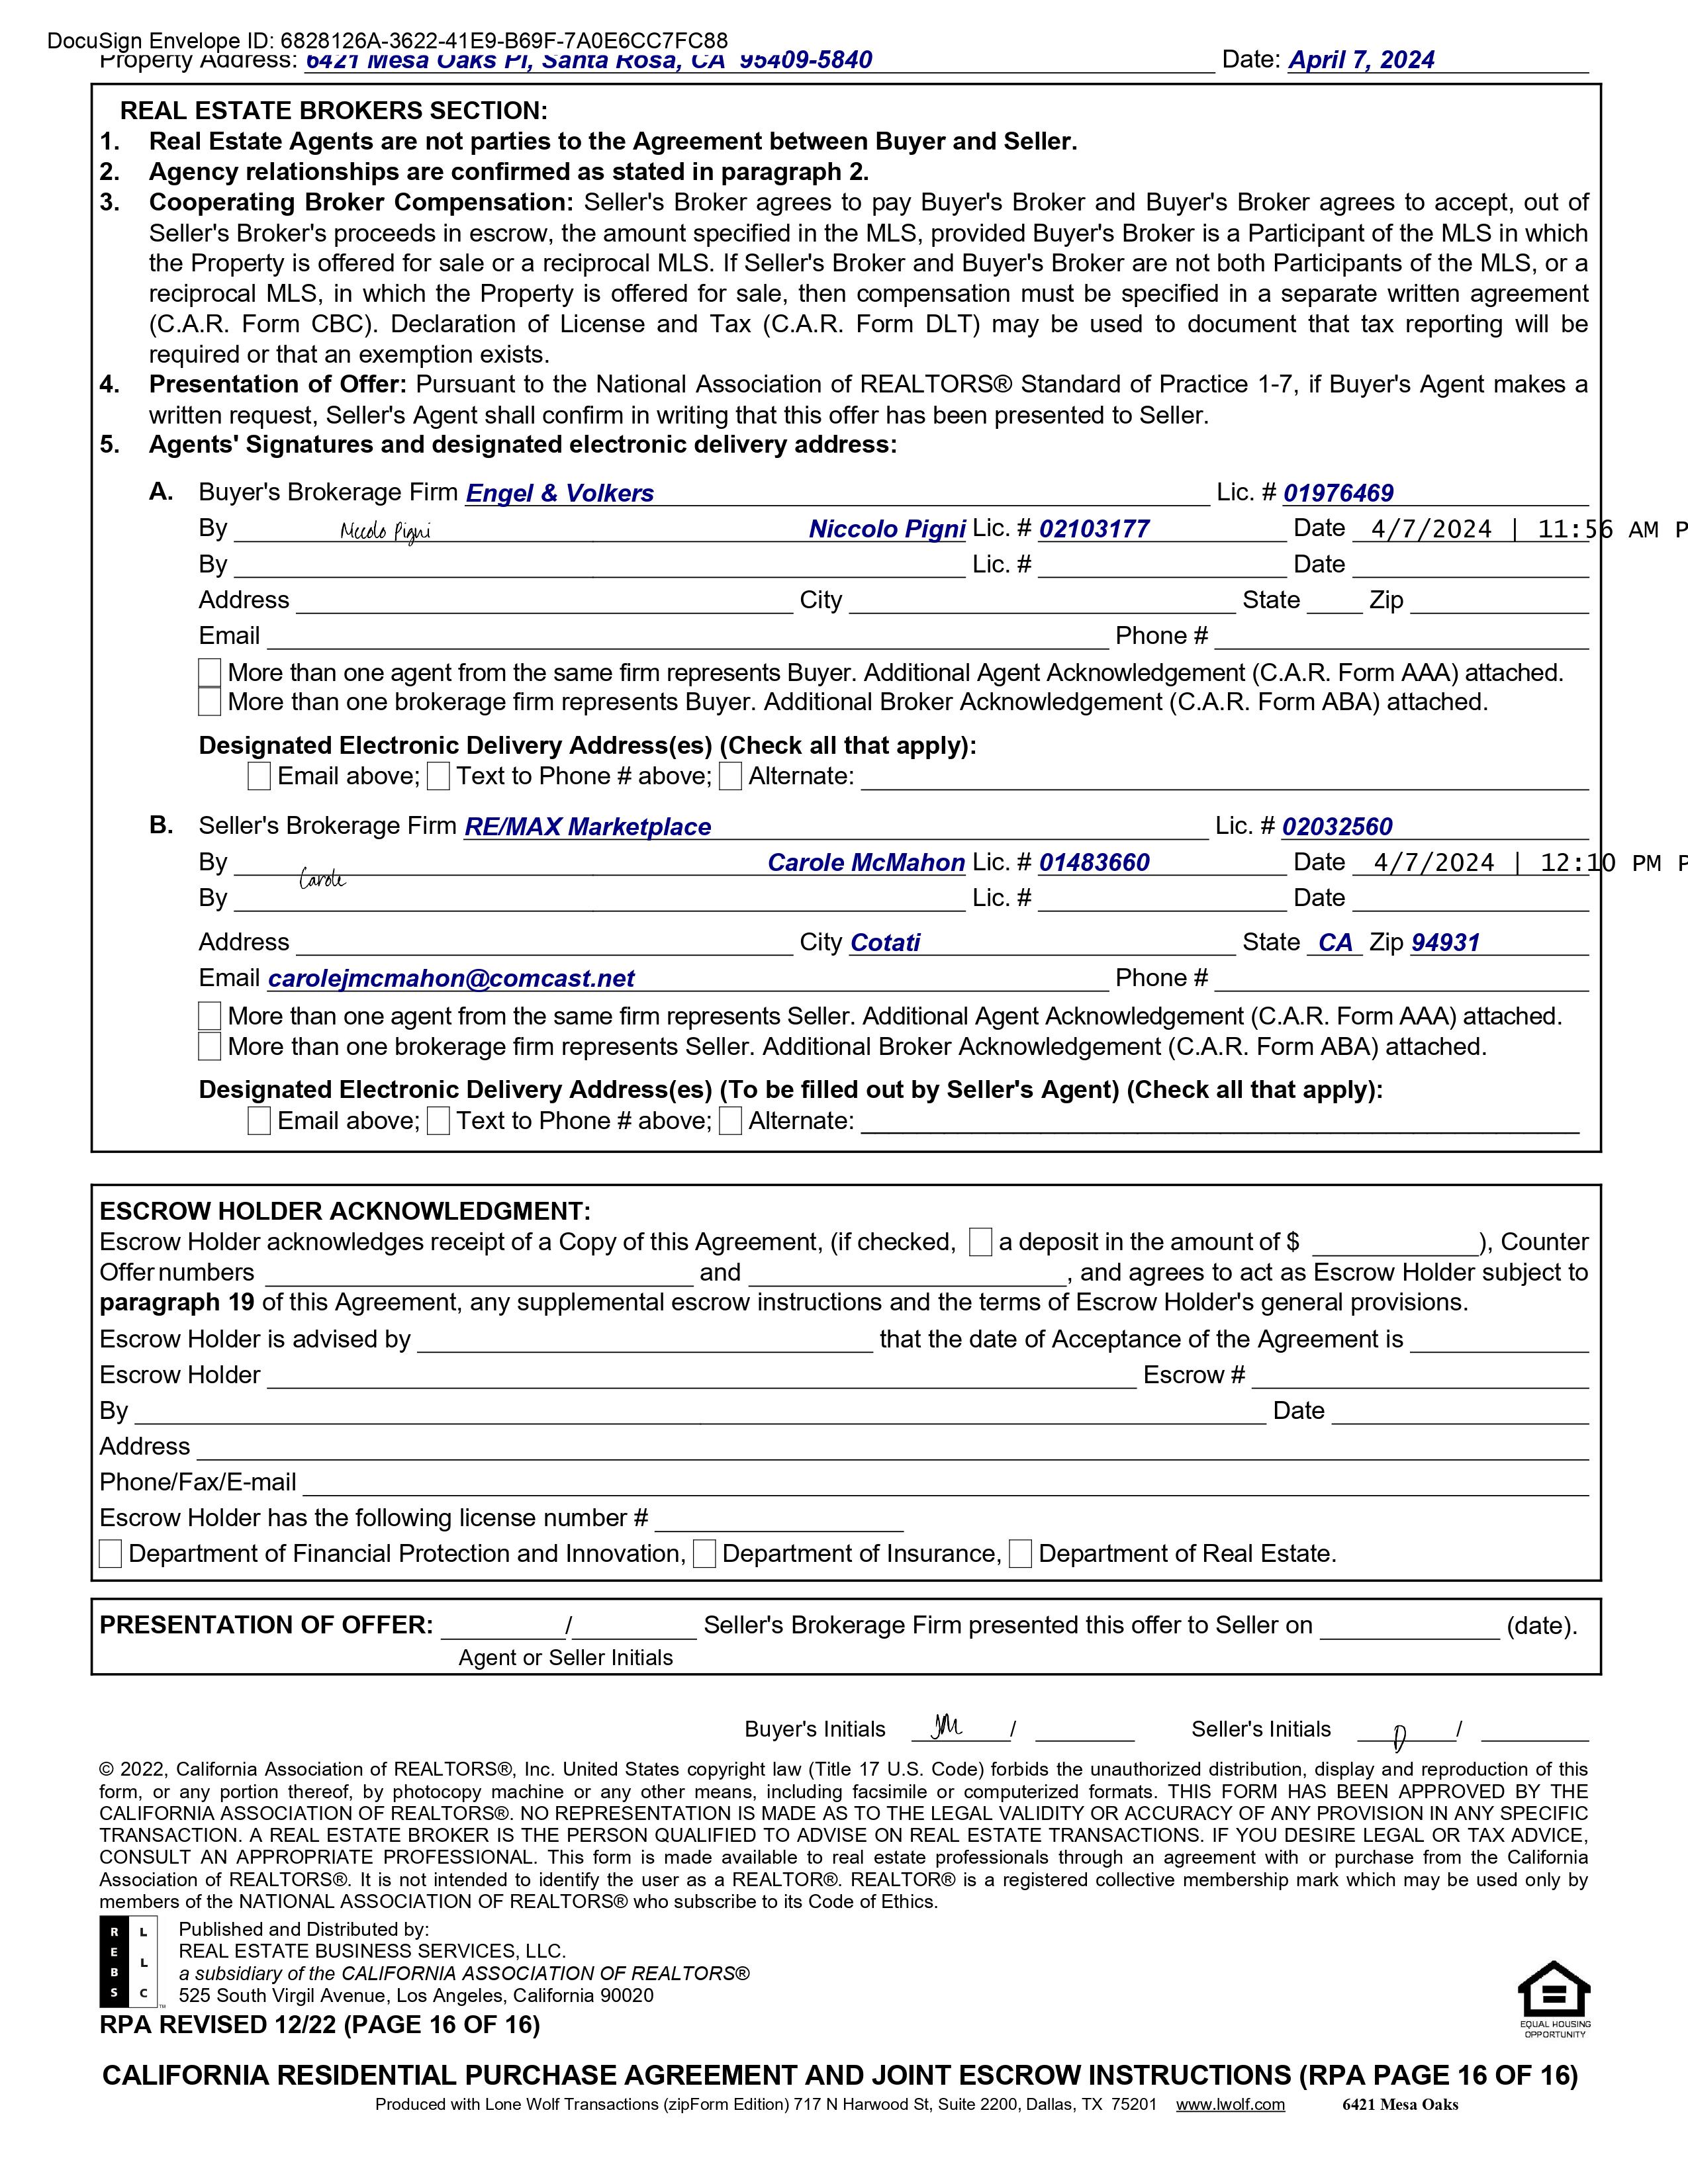 DocuSign Envelope ID: 6828126A-3622-41E9-B69F-7A0E6CC7FC88
Property Address: 6421 Mesa Oaks Pl, Santa Rosa, CA 95409-5840 Date: April 7, 2024
REAL ESTATE BROKERS SECTION:
1. Real Estate Agents are not parties to the Agreement between Buyer and Seller.
2. Agency relationships are confirmed as stated in paragraph 2.
3. Cooperating Broker Compensation: Seller's Broker agrees to pay Buyer's Broker and Buyer's Broker agrees to accept, out of
Seller's Broker's proceeds in escrow, the amount specified in the MLS, provided Buyer's Broker is a Participant of the MLS in which
the Property is offered for sale or a reciprocal MLS. If Seller's Broker and Buyer's Broker are not both Participants of the MLS, or a
reciprocal MLS, in which the Property is offered for sale, then compensation must be specified in a separate written agreement
(C.A.R. Form CBC). Declaration of License and Tax (C.A.R. Form DLT) may be used to document that tax reporting will be
required or that an exemption exists.
4. Presentation of Offer: Pursuant to the National Association of REALTORS® Standard of Practice 1-7, if Buyer's Agent makes a
written request, Seller's Agent shall confirm in writing that this offer has been presented to Seller.
5. Agents' Signatures and designated electronic delivery address:
A. Buyer's Brokerage Firm Engel & Volkers Lic. # 01976469
By Niccolo Pigni Niccolo Pigni Lic. # 02103177 Date 4/7/2024 | 11:56 AM P
By Lic. # Date
Address City State Zip
Email Phone #
More than one agent from the same firm represents Buyer. Additional Agent Acknowledgement (C.A.R. Form AAA) attached.
More than one brokerage firm represents Buyer. Additional Broker Acknowledgement (C.A.R. Form ABA) attached.
Designated Electronic Delivery Address(es) (Check all that apply):
Email above; Text to Phone # above; Alternate:
B. Seller's Brokerage Firm RE/MAX Marketplace Lic. # 02032560
By Carole Carole McMahon Lic. # 01483660 Date 4/7/2024 | 12:10 PM P
By Lic. # Date
Address City Cotati State CA Zip 94931
Email carolejmcmahon@comcast.net Phone #
More than one agent from the same firm represents Seller. Additional Agent Acknowledgement (C.A.R. Form AAA) attached.
More than one brokerage firm represents Seller. Additional Broker Acknowledgement (C.A.R. Form ABA) attached.
Designated Electronic Delivery Address(es) (To be filled out by Seller's Agent) (Check all that apply):
Email above; Text to Phone # above; Alternate:
ESCROW HOLDER ACKNOWLEDGMENT:
Escrow Holder acknowledges receipt of a Copy of this Agreement, (if checked, a deposit in the amount of $ ), Counter
Offer numbers and , and agrees to act as Escrow Holder subject to
paragraph 19 of this Agreement, any supplemental escrow instructions and the terms of Escrow Holder's general provisions.
Escrow Holder is advised by that the date of Acceptance of the Agreement is
Escrow Holder Escrow #
By Date
Address
Phone/Fax/E-mail
Escrow Holder has the following license number #
Department of Financial Protection and Innovation, Department of Insurance, Department of Real Estate.
PRESENTATION OF OFFER: / Seller's Brokerage Firm presented this offer to Seller on (date).
Agent or Seller Initials
Buyer's Initials JM / Seller's Initials D /
© 2022, California Association of REALTORS®, Inc. United States copyright law (Title 17 U.S. Code) forbids the unauthorized distribution, display and reproduction of this
form, or any portion thereof, by photocopy machine or any other means, including facsimile or computerized formats. THIS FORM HAS BEEN APPROVED BY THE
CALIFORNIA ASSOCIATION OF REALTORS®. NO REPRESENTATION IS MADE AS TO THE LEGAL VALIDITY OR ACCURACY OF ANY PROVISION IN ANY SPECIFIC
TRANSACTION. A REAL ESTATE BROKER IS THE PERSON QUALIFIED TO ADVISE ON REAL ESTATE TRANSACTIONS. IF YOU DESIRE LEGAL OR TAX ADVICE,
CONSULT AN APPROPRIATE PROFESSIONAL. This form is made available to real estate professionals through an agreement with or purchase from the California
Association of REALTORS®. It is not intended to identify the user as a REALTOR®. REALTOR® is a registered collective membership mark which may be used only by
members of the NATIONAL ASSOCIATION OF REALTORS® who subscribe to its Code of Ethics.
REBS LLC™
Published and Distributed by:
REAL ESTATE BUSINESS SERVICES, LLC.
a subsidiary of the CALIFORNIA ASSOCIATION OF REALTORS®
525 South Virgil Avenue, Los Angeles, California 90020
EQUAL HOUSING
OPPORTUNITY
RPA REVISED 12/22 (PAGE 16 OF 16)
CALIFORNIA RESIDENTIAL PURCHASE AGREEMENT AND JOINT ESCROW INSTRUCTIONS (RPA PAGE 16 OF 16)
Produced with Lone Wolf Transactions (zipForm Edition) 717 N Harwood St, Suite 2200, Dallas, TX 75201 www.lwolf.com 6421 Mesa Oaks